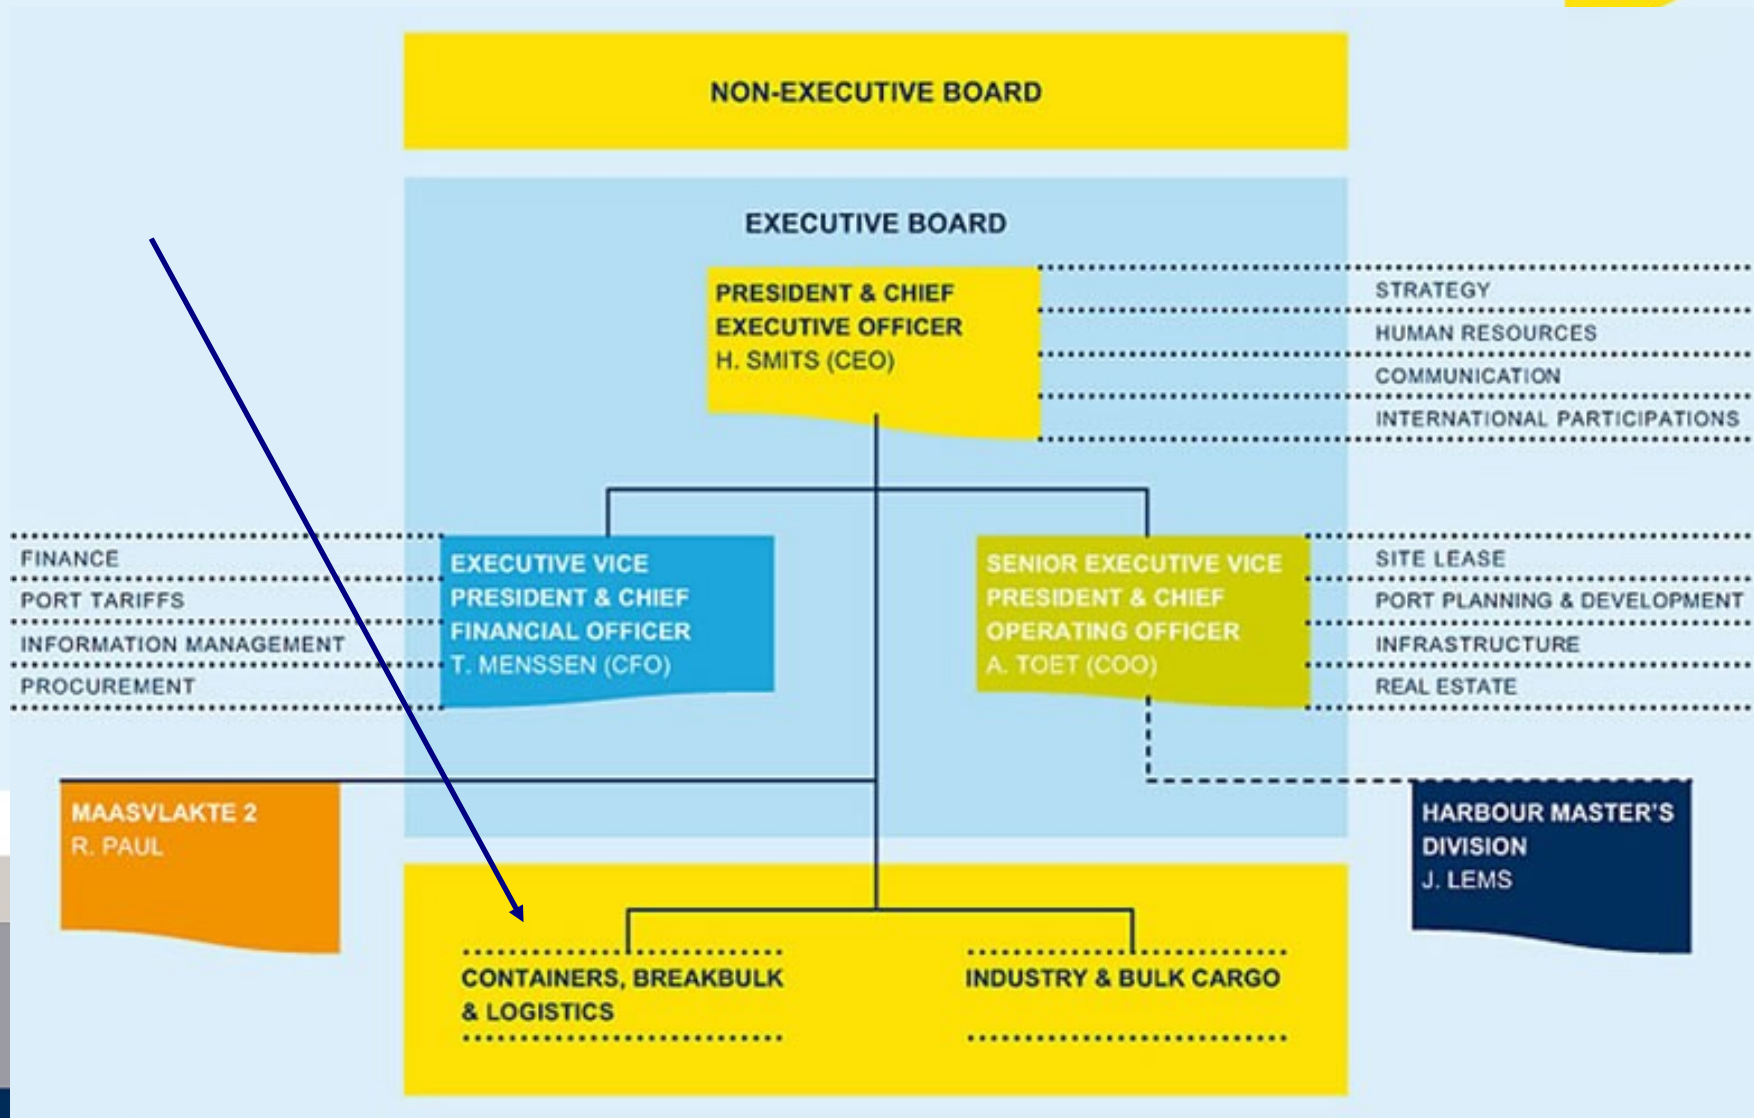 NON-EXECUTIVE BOARD
EXECUTIVE BOARD
PRESIDENT & CHIEF
EXECUTIVE OFFICER
H. SMITS (CEO)
STRATEGY
HUMAN RESOURCES
COMMUNICATION
INTERNATIONAL PARTICIPATIONS
FINANCE
PORT TARIFFS
INFORMATION MANAGEMENT
PROCUREMENT
EXECUTIVE VICE
PRESIDENT & CHIEF
FINANCIAL OFFICER
T. MENSSEN (CFO)
SENIOR EXECUTIVE VICE
PRESIDENT & CHIEF
OPERATING OFFICER
A. TOET (COO)
SITE LEASE
PORT PLANNING & DEVELOPMENT
INFRASTRUCTURE
REAL ESTATE
MAASVLAKTE 2
R. PAUL
HARBOUR MASTER'S
DIVISION
J. LEMS
CONTAINERS, BREAKBULK
& LOGISTICS
INDUSTRY & BULK CARGO